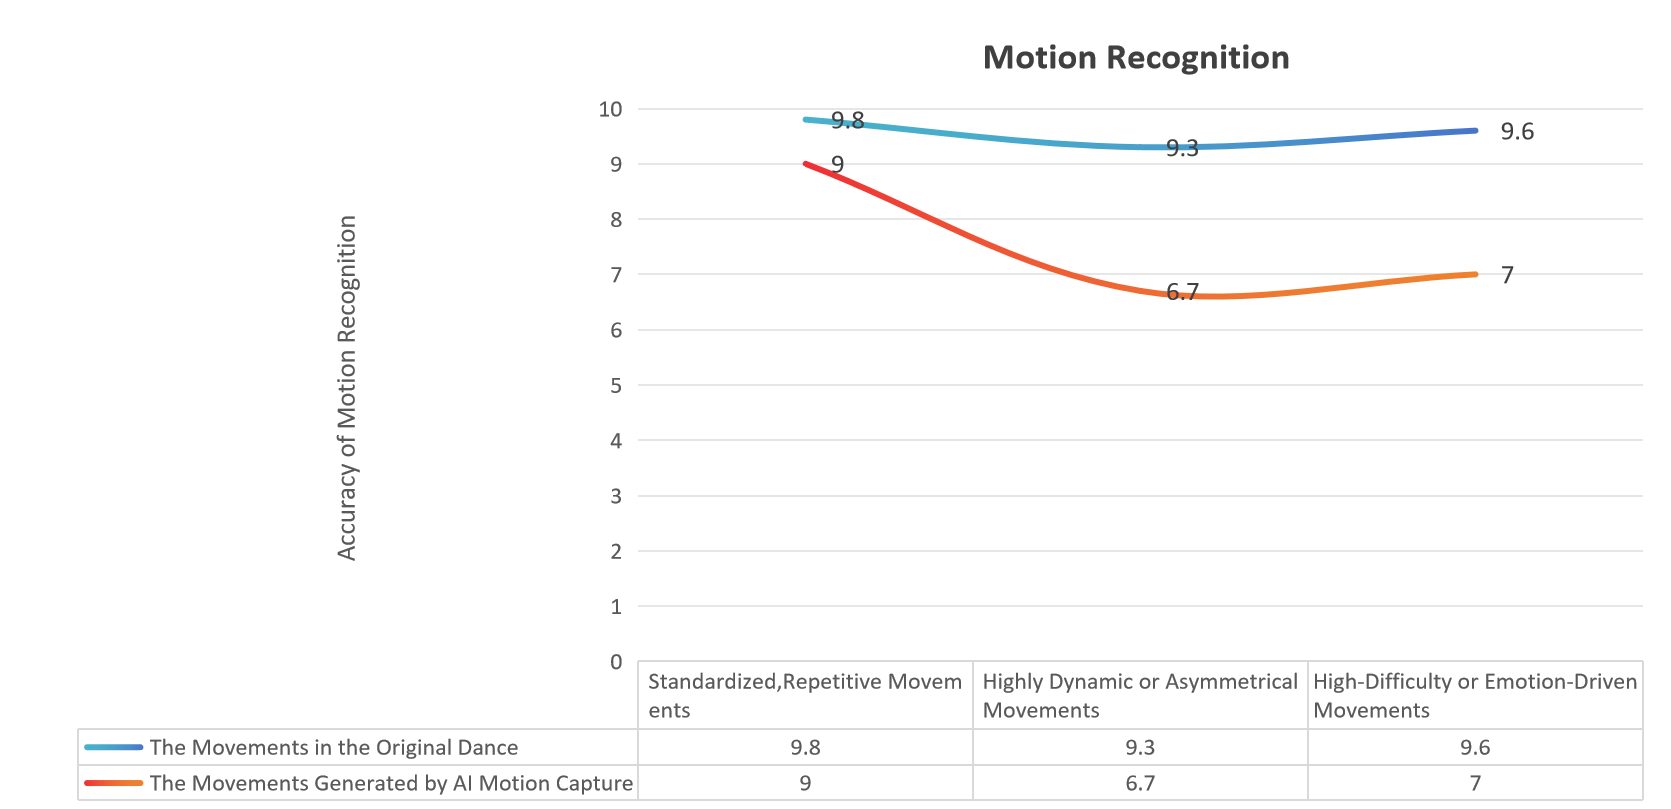 Motion Recognition
Accuracy of Motion Recognition
10
9
8
7
6
5
4
3
2
1
0
9.8
9.3
9.6
9
6.7
7
Standardized,Repetitive Movem
ents
Highly Dynamic or Asymmetrical
Movements
High-Difficulty or Emotion-Driven
Movements
The Movements in the Original Dance 9.8 9.3 9.6
The Movements Generated by AI Motion Capture 9 6.7 7